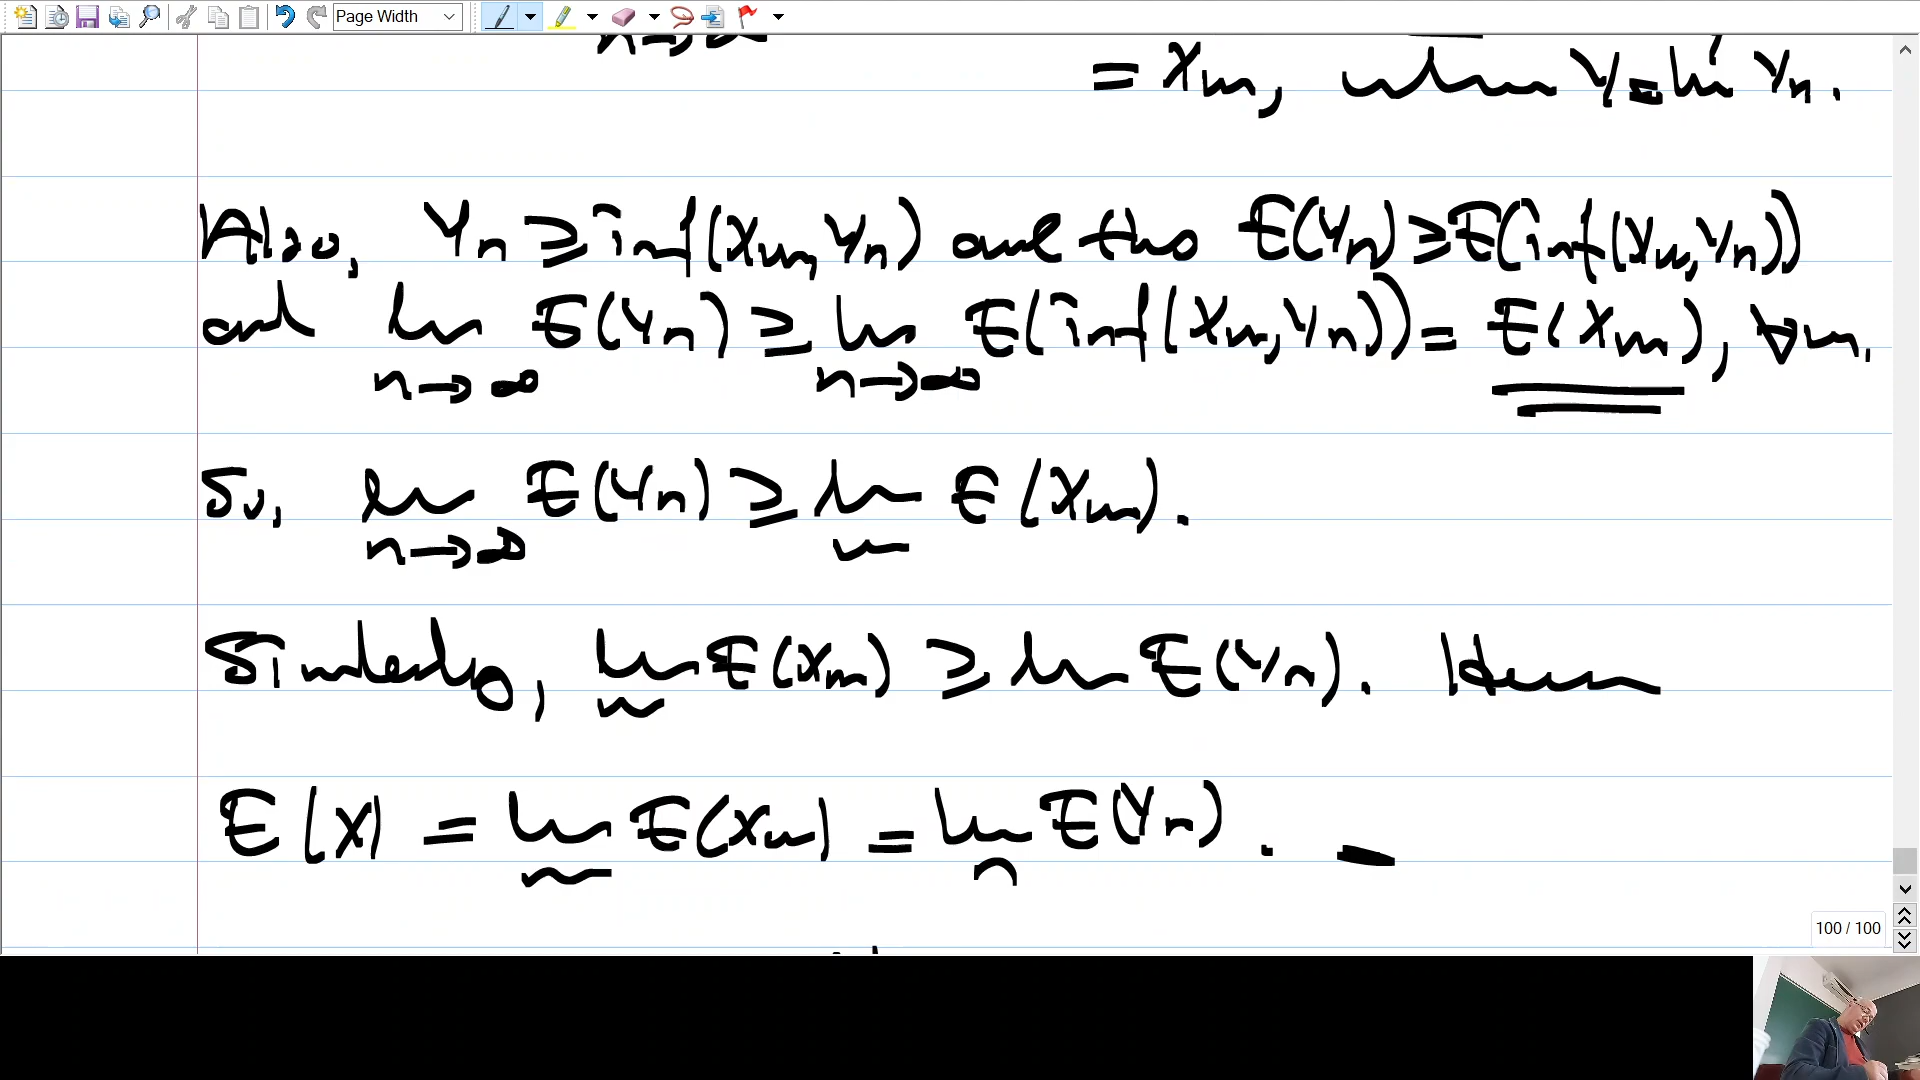 Page Width
n→∞
= Xm, when Y = lim Yn.
Also, Yn ≥ inf(Xm, Yn) and thus E(Yn) ≥ E(inf(Xm, Yn))
and lim E(Yn) ≥ lim E(inf(Xm, Yn)) = E(Xm), ∀m.
n→∞ n→∞
So, lim E(Yn) ≥ lim E(Xm).
n→∞ m
Similarly, lim E(Xm) ≥ lim E(Yn). Hence
m
E(X) = lim E(Xm) = lim E(Yn). –
m n
100 / 100